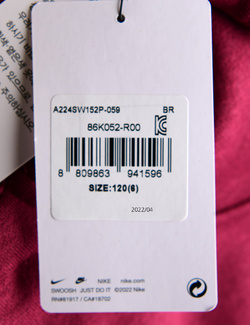 A224SW152P-059 BR
86K052-R00
8 809863 941596
SIZE:120(6)
2022/04
NIKE nike.com
SWOOSH JUST DO IT ©2022 Nike
RN#81917 / CA#18702